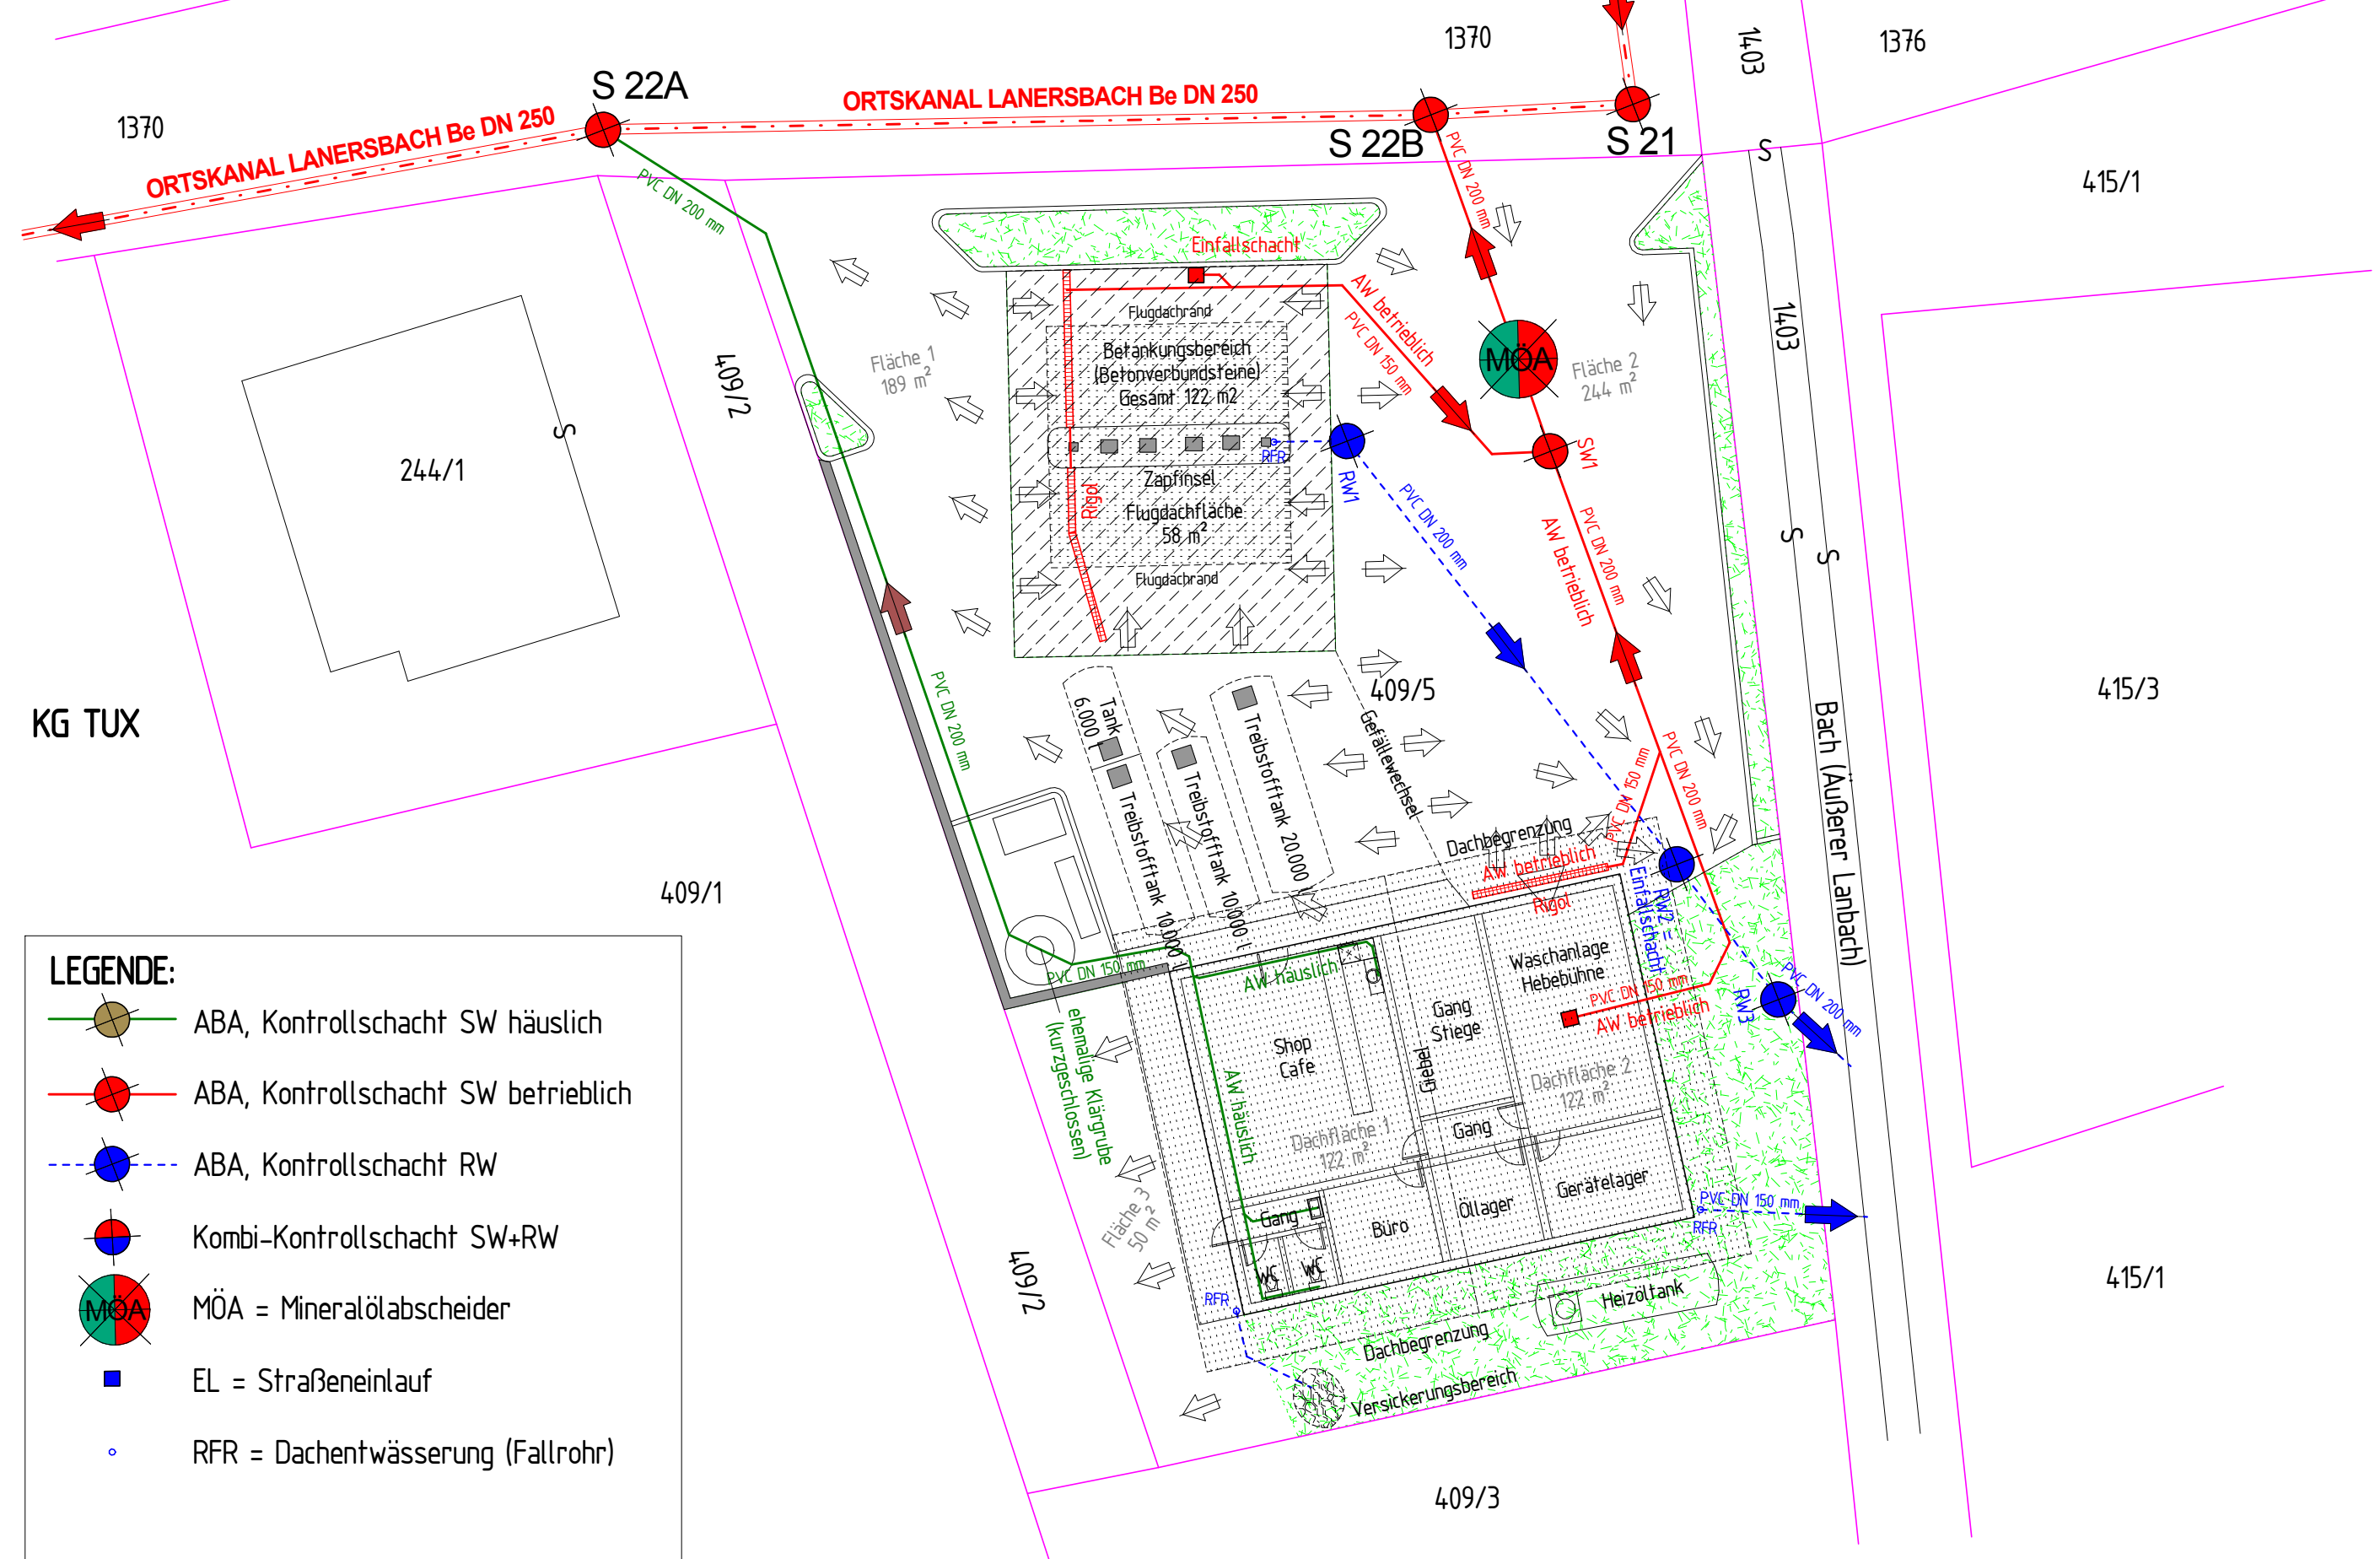 1370
1403
1376
S 22A
ORTSKANAL LANERSBACH Be DN 250
1370
ORTSKANAL LANERSBACH Be DN 250
S 22B
S 21
PVC DN 200 mm
PVC DN 200 mm
S
415/1
Einfallschacht
AW betrieblich
PVC DN 150 mm
Flugdachrand
Betankungsbereich
(Betonverbundsteine)
Gesamt 122 m2
Fläche 1
189 m²
MÖA
Fläche 2
244 m²
1403
409/2
S
244/1
RFR
RW1
SW1
Zapfinsel
Rigol
Flugdachfläche
58 m²
Flugdachrand
PVC DN 200 mm
PVC DN 200 mm
AW betrieblich
S
S
KG TUX
409/5
415/3
PVC DN 200 mm
Tank
6.000 l
Treibstofftank 10.000 l
Treibstofftank 10.000 l
Treibstofftank 20.000 l
Gefällewechsel
PVC DN 150 mm
PVC DN 200 mm
Bach (Äußerer Lanbach)
Dachbegrenzung
AW betrieblich
Rigol
RW2 =
Einfallschacht
409/1
PVC DN 150 mm
AW häuslich
Waschanlage
Hebebühne
PVC DN 150 mm
AW betrieblich
RW3
PVC DN 200 mm
Gang
Stiege
Giebel
Shop
Cafe
AW häuslich
ehemalige Klärgrube
(kurzgeschlossen)
Dachfläche 2
122 m²
Dachfläche 1
122 m²
Gang
Gerätelager
Öllager
Büro
Gang
WC
WC
Fläche 3
50 m²
RFR
PVC DN 150 mm
RFR
Heizöltank
Dachbegrenzung
Versickerungsbereich
409/2
415/1
409/3
LEGENDE:
ABA, Kontrollschacht SW häuslich
ABA, Kontrollschacht SW betrieblich
ABA, Kontrollschacht RW
Kombi-Kontrollschacht SW+RW
MÖA
MÖA = Mineralölabscheider
EL = Straßeneinlauf
RFR = Dachentwässerung (Fallrohr)